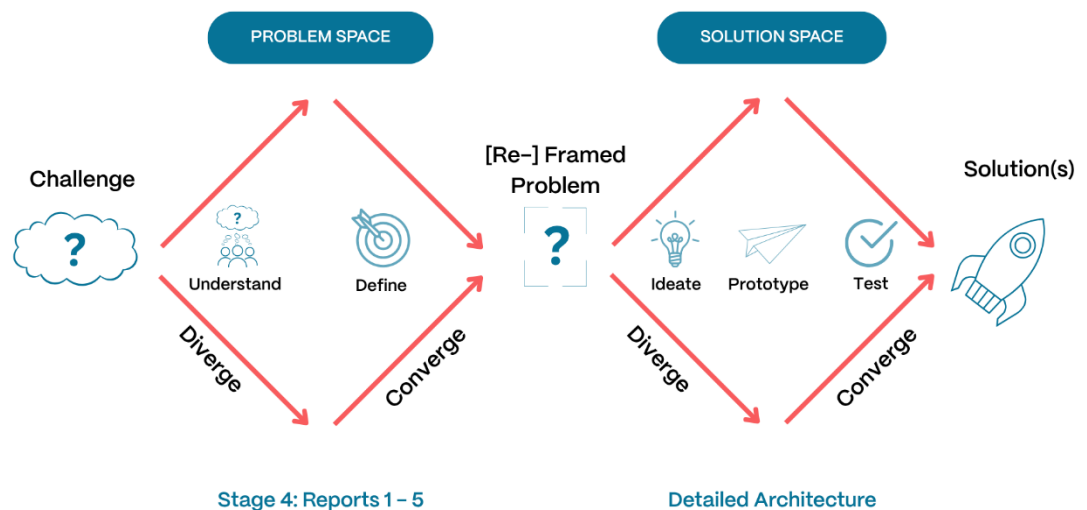 PROBLEM SPACE
SOLUTION SPACE
Challenge
?
?
Understand
Define
Diverge
Converge
[Re-] Framed
Problem
?
Ideate
Prototype
Test
Diverge
Converge
Solution(s)
Stage 4: Reports 1 - 5
Detailed Architecture